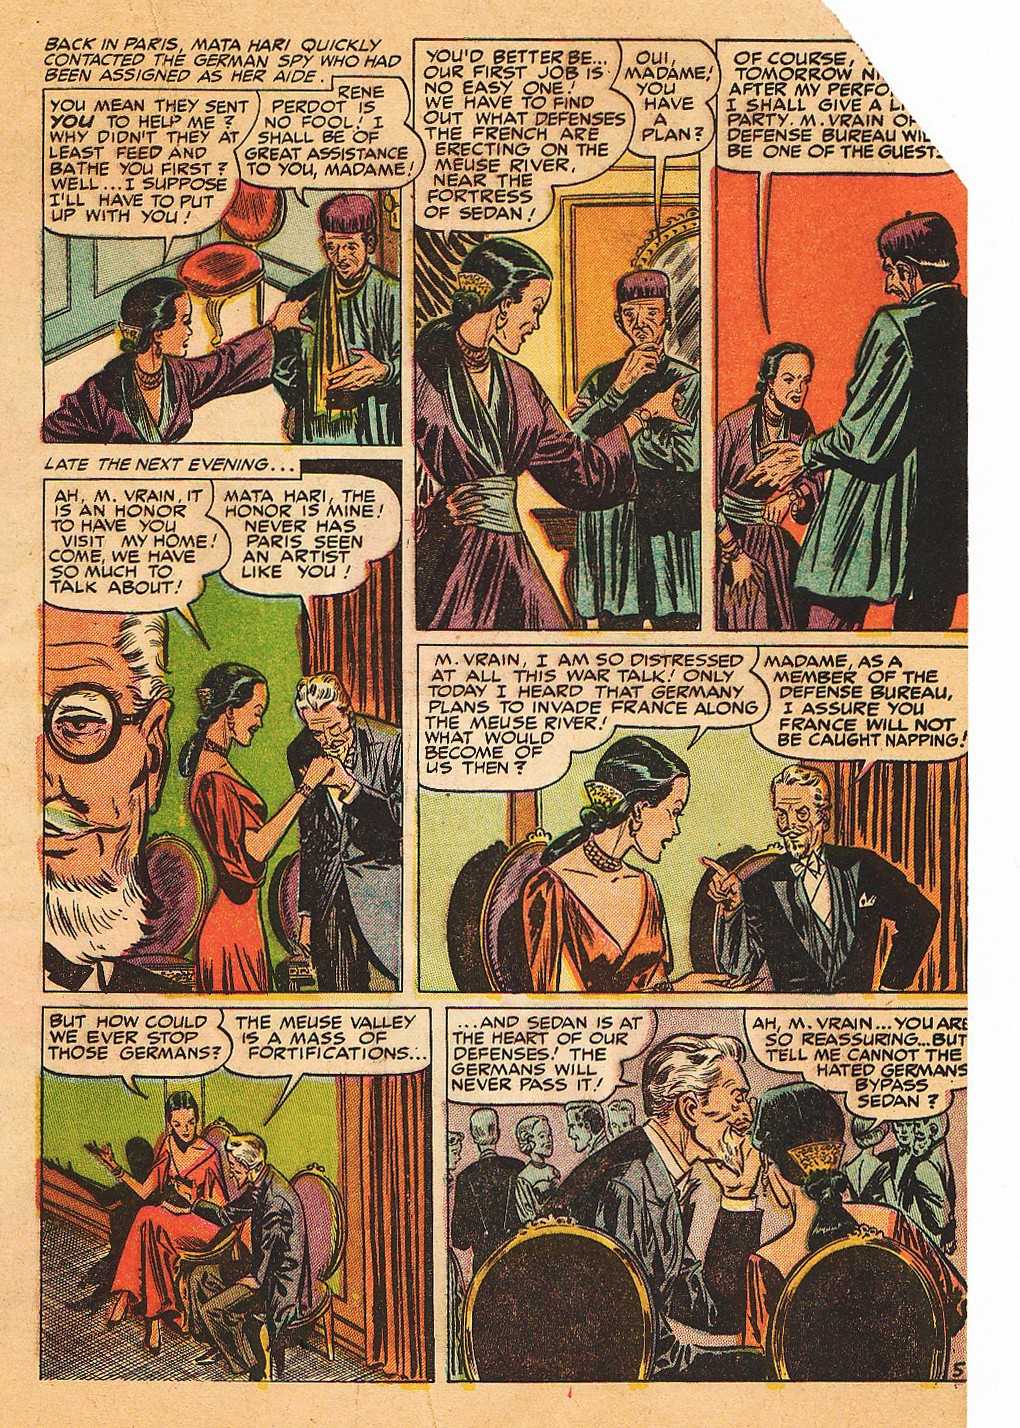 BACK IN PARIS, MATA HARI QUICKLY
CONTACTED THE GERMAN SPY WHO HAD
BEEN ASSIGNED AS HER AIDE.
YOU MEAN THEY SENT
YOU TO HELP ME?
WHY DIDN'T THEY AT
LEAST FEED AND
BATHE YOU FIRST?
WELL...I SUPPOSE
I'LL HAVE TO PUT
UP WITH YOU!
RENE
PERDOT IS
NO FOOL! I
SHALL BE OF
GREAT ASSISTANCE
TO YOU, MADAME!
YOU'D BETTER BE...
OUR FIRST JOB IS
NO EASY ONE!
WE HAVE TO FIND
OUT WHAT DEFENSES
THE FRENCH ARE
ERECTING ON THE
MEUSE RIVER,
NEAR THE
FORTRESS
OF SEDAN!
OUI,
MADAME!
YOU
HAVE
A
PLAN?
OF COURSE,
TOMORROW
AFTER MY
I SHALL GIVE A
PARTY. M. VRAIN
DEFENSE BUREAU
BE ONE OF THE
LATE THE NEXT EVENING...
AH, M. VRAIN, IT
IS AN HONOR
TO HAVE YOU
VISIT MY HOME!
COME, WE HAVE
SO MUCH TO
TALK ABOUT!
MATA HARI, THE
HONOR IS MINE!
NEVER HAS
PARIS SEEN
AN ARTIST
LIKE YOU!
M. VRAIN, I AM SO DISTRESSED
AT ALL THIS WAR TALK! ONLY
TODAY I HEARD THAT GERMANY
PLANS TO INVADE FRANCE ALONG
THE MEUSE RIVER!
WHAT WOULD
BECOME OF
US THEN?
MADAME, AS A
MEMBER OF THE
DEFENSE BUREAU,
I ASSURE YOU
FRANCE WILL NOT
BE CAUGHT NAPPING!
BUT HOW COULD
WE EVER STOP
THOSE GERMANS?
THE MEUSE VALLEY
IS A MASS OF
FORTIFICATIONS...
...AND SEDAN IS AT
THE HEART OF OUR
DEFENSES! THE
GERMANS WILL
NEVER PASS IT!
AH, M. VRAIN...YOU ARE
SO REASSURING...BUT
TELL ME CANNOT THE
HATED GERMANS
BYPASS
SEDAN?
5